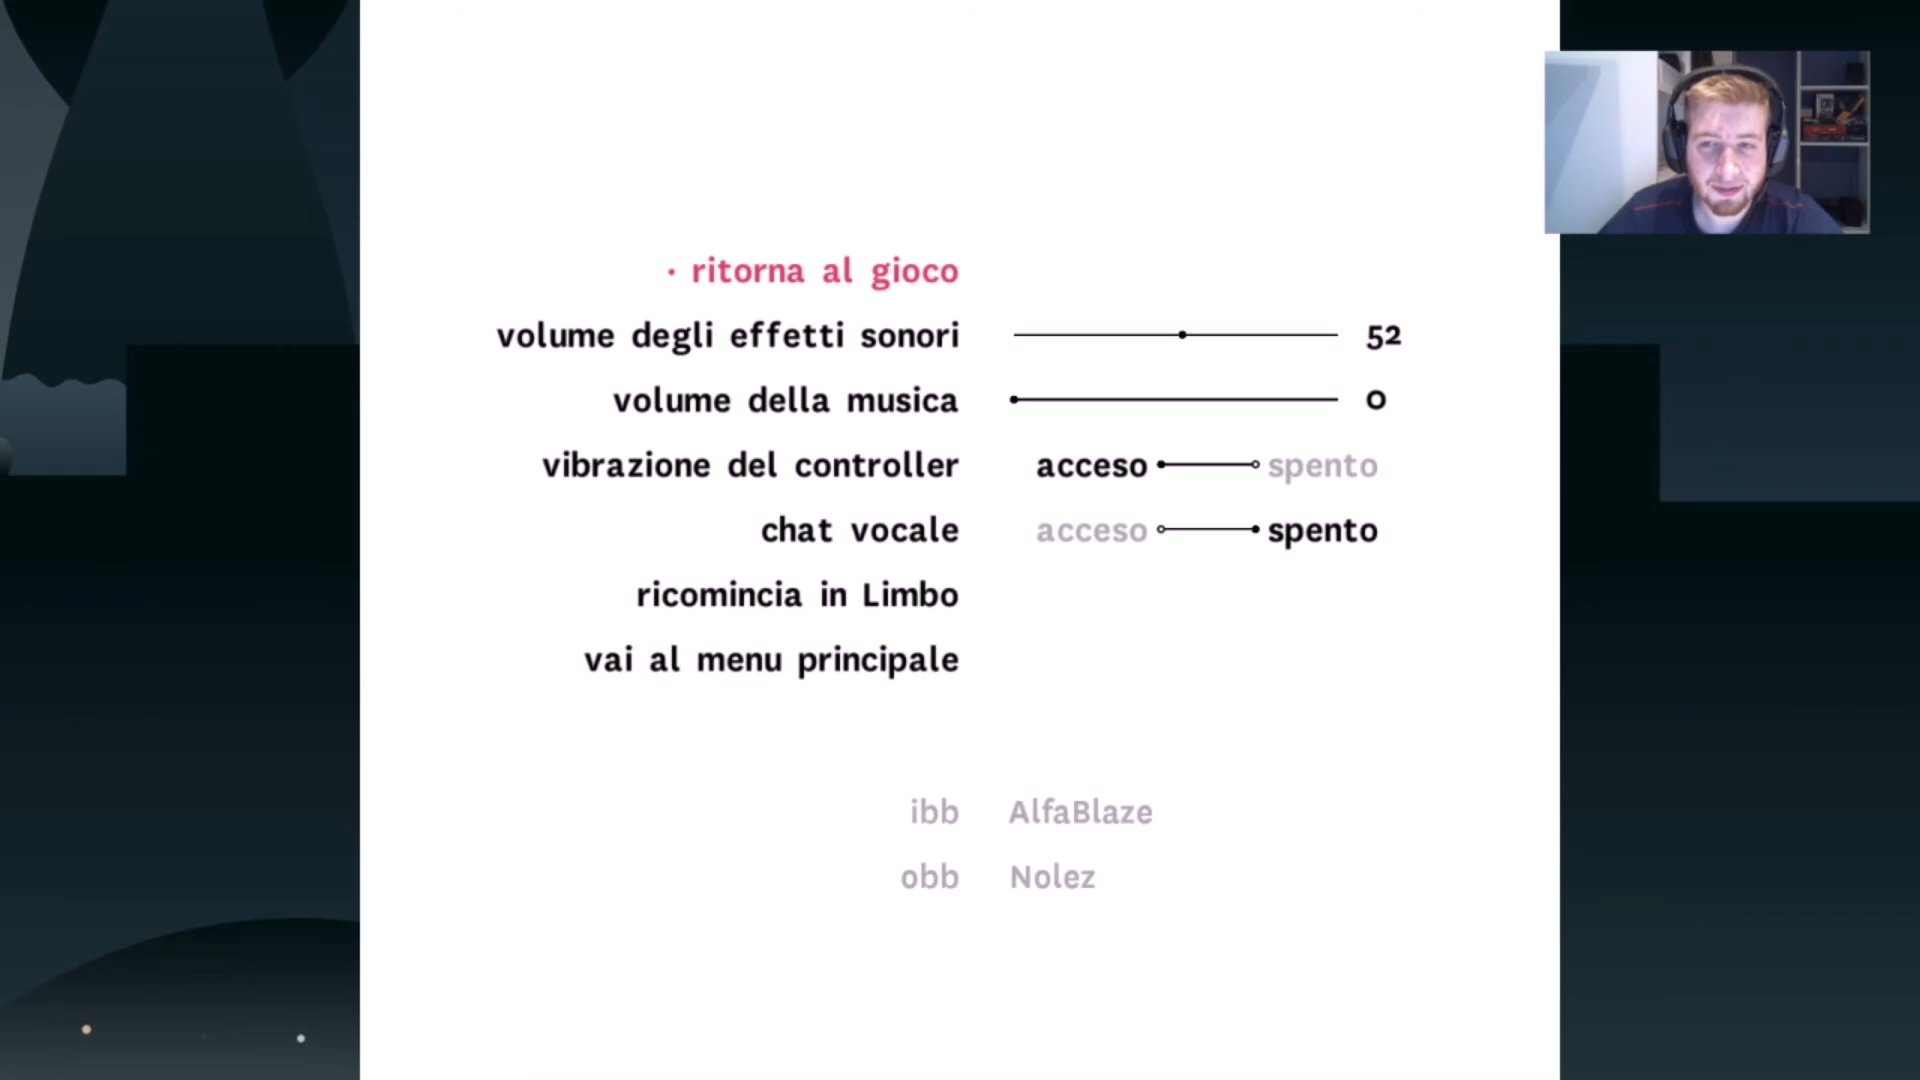 · ritorna al gioco
volume degli effetti sonori 52
volume della musica 0
vibrazione del controller acceso spento
chat vocale acceso spento
ricomincia in Limbo
vai al menu principale
ibb AlfaBlaze
obb Nolez